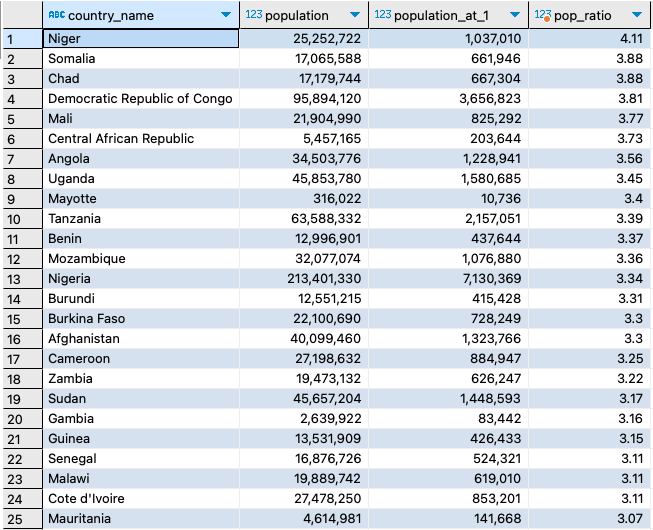 ABC country_name 123 population 123 population_at_1 123 pop_ratio
1 Niger 25,252,722 1,037,010 4.11
2 Somalia 17,065,588 661,946 3.88
3 Chad 17,179,744 667,304 3.88
4 Democratic Republic of Congo 95,894,120 3,656,823 3.81
5 Mali 21,904,990 825,292 3.77
6 Central African Republic 5,457,165 203,644 3.73
7 Angola 34,503,776 1,228,941 3.56
8 Uganda 45,853,780 1,580,685 3.45
9 Mayotte 316,022 10,736 3.4
10 Tanzania 63,588,332 2,157,051 3.39
11 Benin 12,996,901 437,644 3.37
12 Mozambique 32,077,074 1,076,880 3.36
13 Nigeria 213,401,330 7,130,369 3.34
14 Burundi 12,551,215 415,428 3.31
15 Burkina Faso 22,100,690 728,249 3.3
16 Afghanistan 40,099,460 1,323,766 3.3
17 Cameroon 27,198,632 884,947 3.25
18 Zambia 19,473,132 626,247 3.22
19 Sudan 45,657,204 1,448,593 3.17
20 Gambia 2,639,922 83,442 3.16
21 Guinea 13,531,909 426,433 3.15
22 Senegal 16,876,726 524,321 3.11
23 Malawi 19,889,742 619,010 3.11
24 Cote d'Ivoire 27,478,250 853,201 3.11
25 Mauritania 4,614,981 141,668 3.07